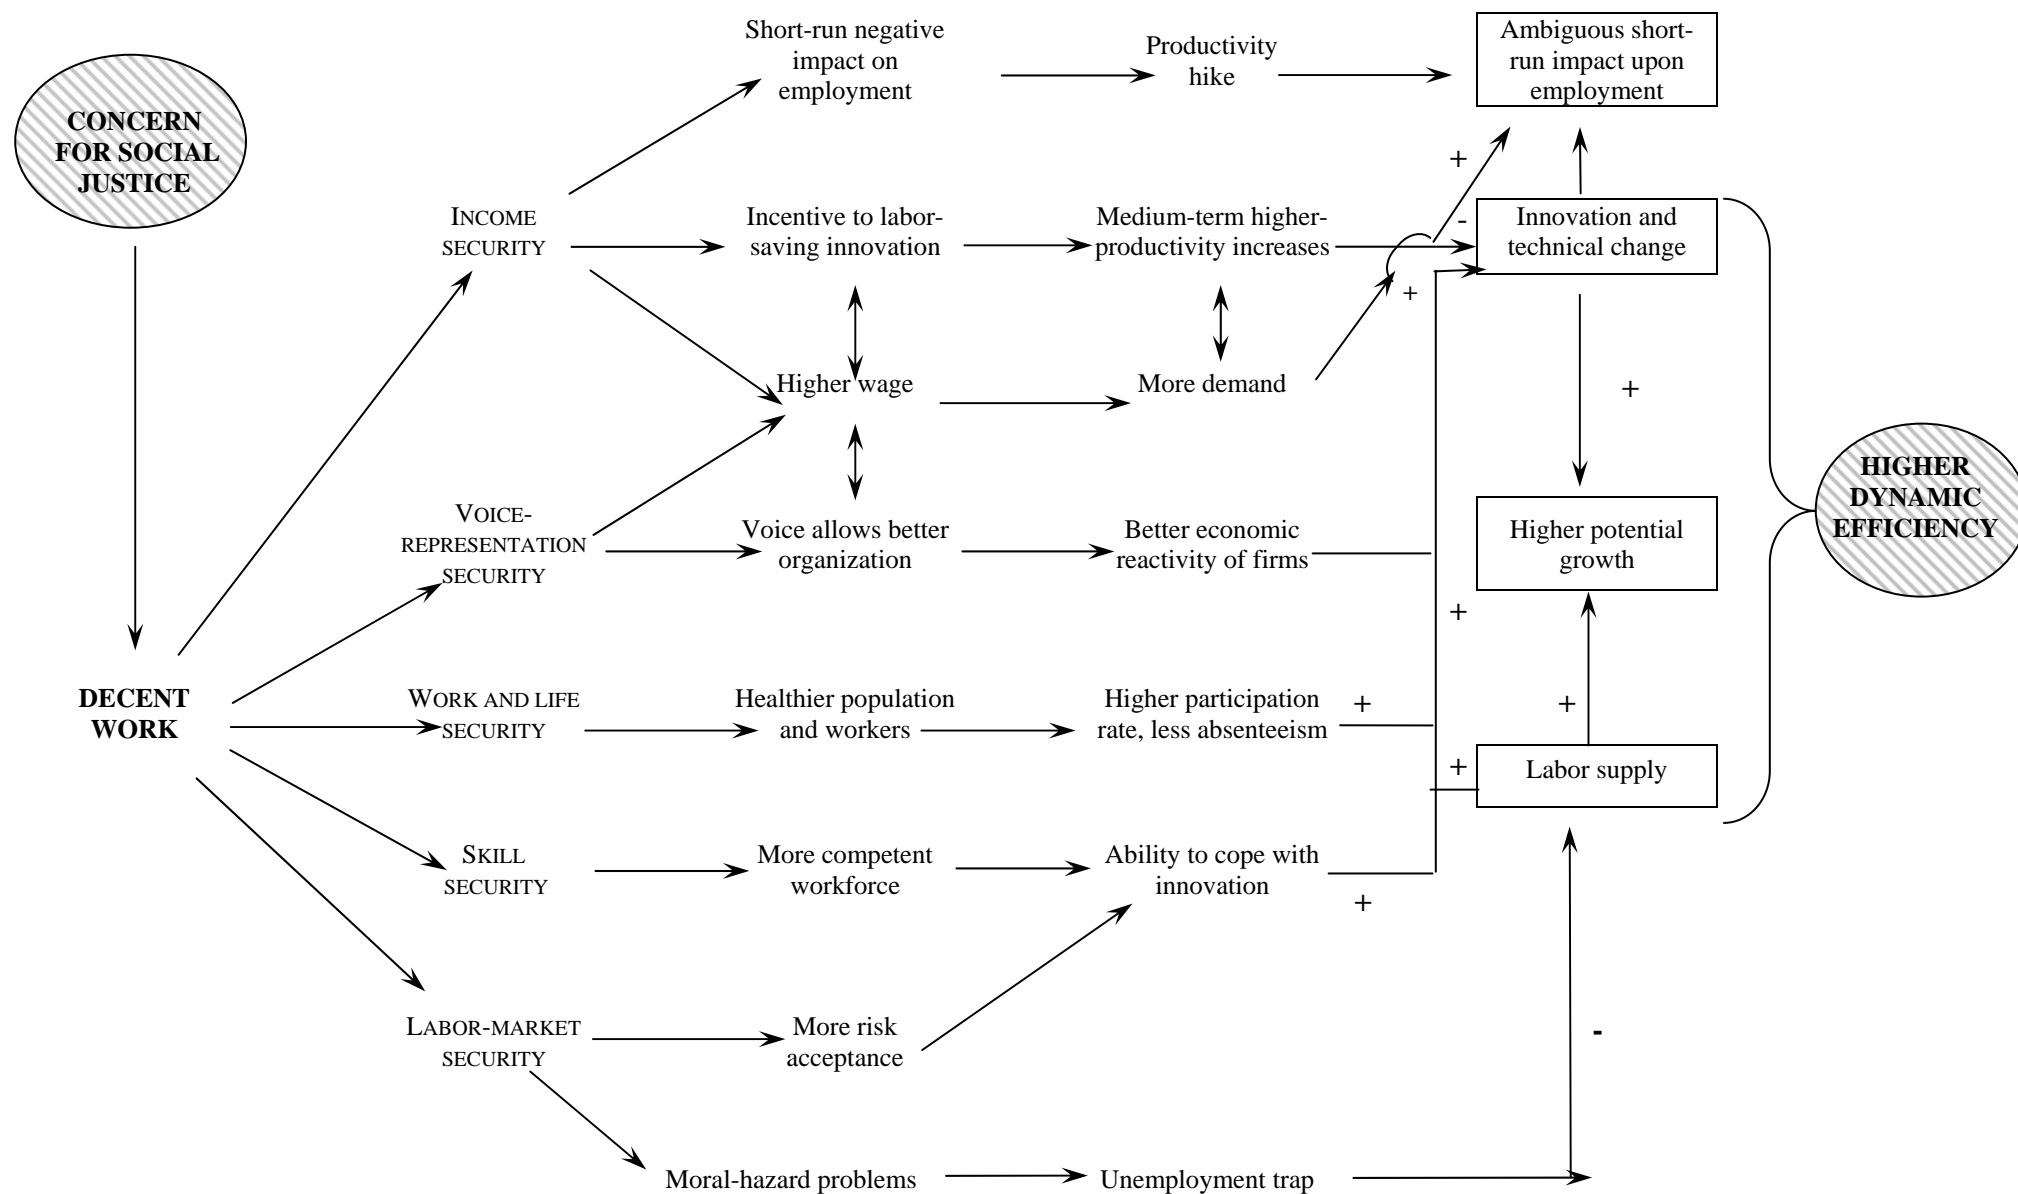 Short-run negative
impact on
employment
Productivity
hike
Ambiguous short-
run impact upon
employment
CONCERN
FOR SOCIAL
JUSTICE
+
INCOME
SECURITY
Incentive to labor-
saving innovation
Medium-term higher-
productivity increases
-
Innovation and
technical change
+
Higher wage
More demand
+
HIGHER
DYNAMIC
EFFICIENCY
VOICE-
REPRESENTATION
SECURITY
Voice allows better
organization
Better economic
reactivity of firms
Higher potential
growth
+
DECENT
WORK
WORK AND LIFE
SECURITY
Healthier population
and workers
Higher participation
rate, less absenteeism
+
+
+
Labor supply
SKILL
SECURITY
More competent
workforce
Ability to cope with
innovation
+
LABOR-MARKET
SECURITY
More risk
acceptance
-
Moral-hazard problems
Unemployment trap